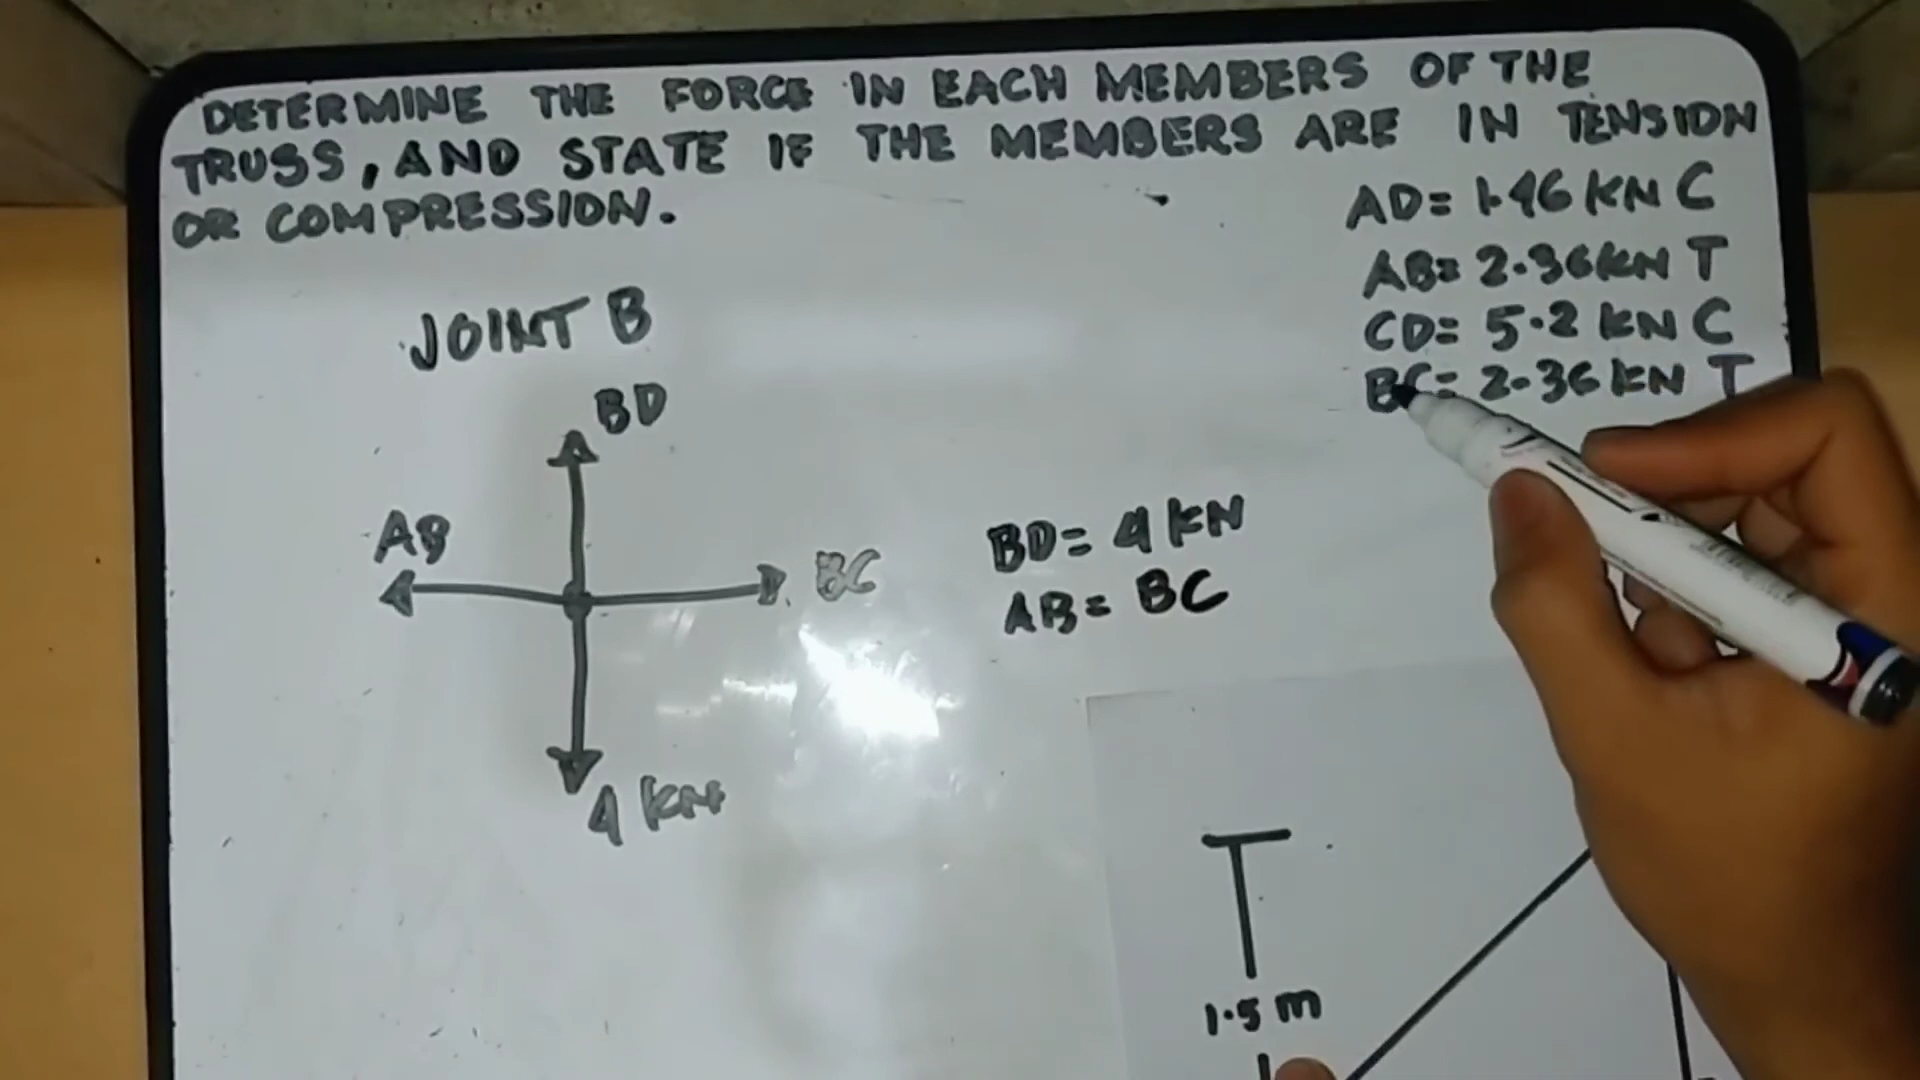 DETERMINE THE FORCE IN EACH MEMBERS OF THE
TRUSS, AND STATE IF THE MEMBERS ARE IN TENSION
OR COMPRESSION.
AD = 1.46 KN C
AB = 2.36 KN T
CD = 5.2 KN C
BC = 2.36 KN T
JOINT B
BD
AB
BC
4 KN
BD = 4 KN
AB = BC
1.5 m